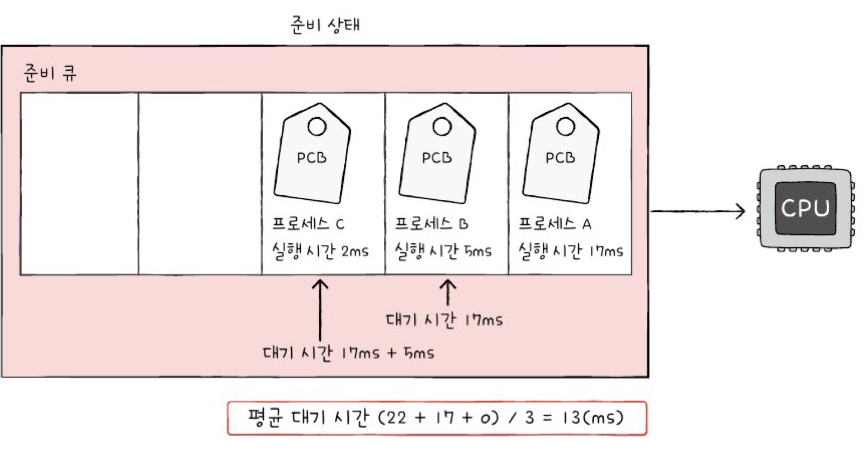 준비 상태
준비 큐
PCB
PCB
PCB
프로세스 C
실행 시간 2ms
프로세스 B
실행 시간 5ms
프로세스 A
실행 시간 17ms
CPU
대기 시간 17ms
대기 시간 17ms + 5ms
평균 대기 시간 (22 + 17 + 0) / 3 = 13(ms)